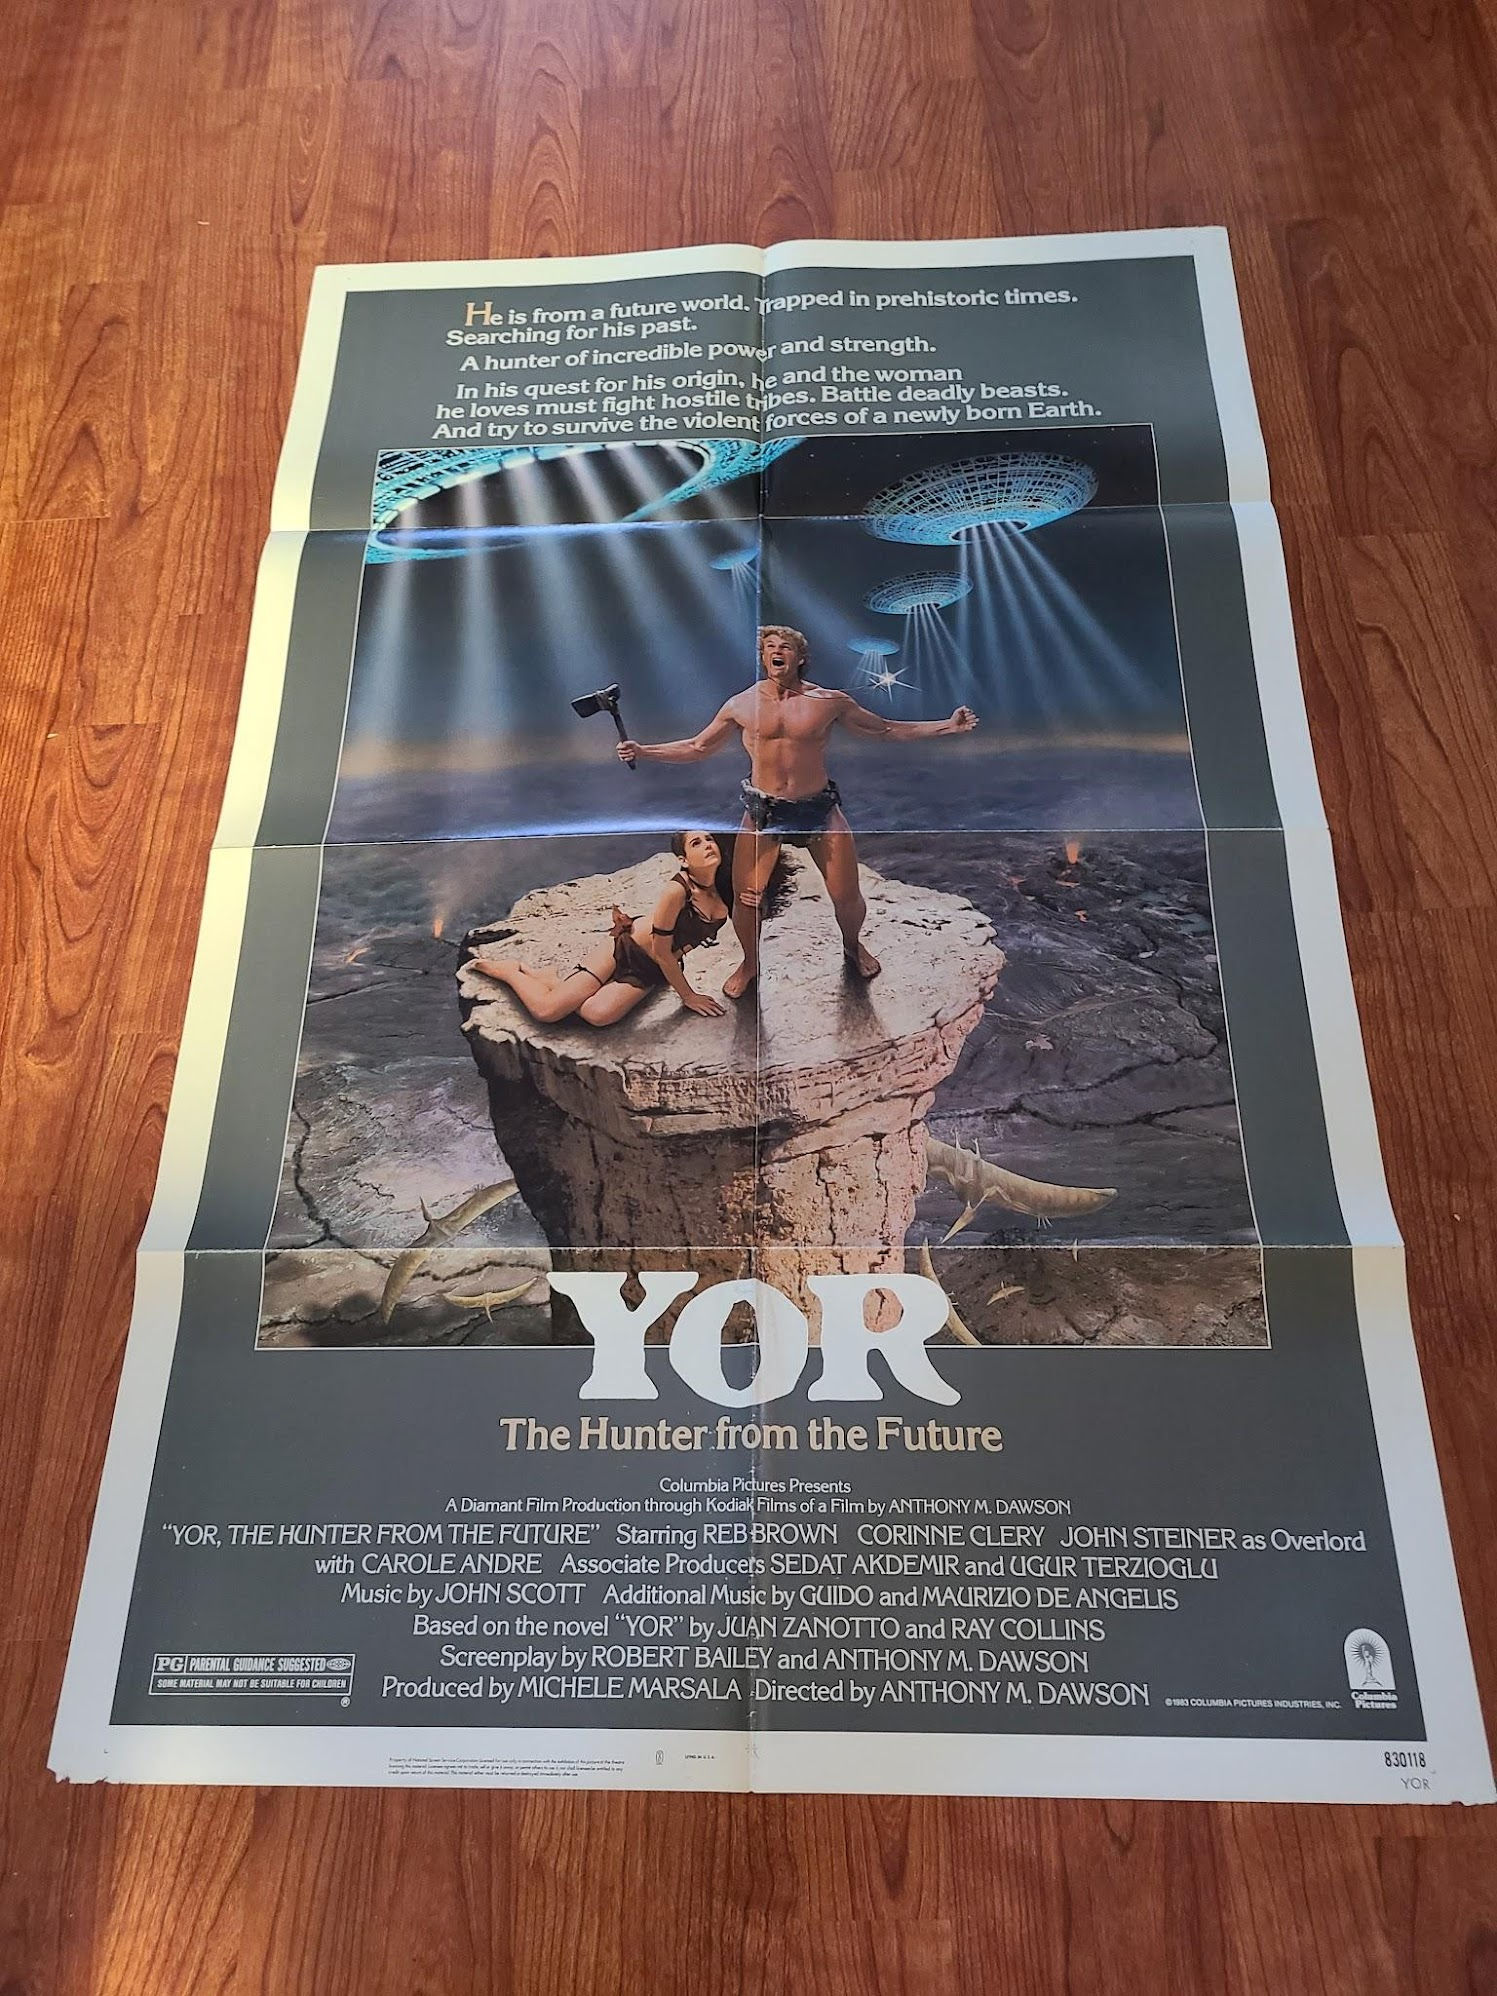 He is from a future world. Trapped in prehistoric times.
Searching for his past.
A hunter of incredible power and strength.
In his quest for his origin, he and the woman
he loves must fight hostile tribes. Battle deadly beasts.
And try to survive the violent forces of a newly born Earth.
YOR
The Hunter from the Future
Columbia Pictures Presents
A Diamant Film Production through Kodiak Films of a Film by ANTHONY M. DAWSON
"YOR, THE HUNTER FROM THE FUTURE" Starring REB BROWN CORINNE CLERY JOHN STEINER as Overlord
with CAROLE ANDRE Associate Producers SEDAT AKDEMIR and UGUR TERZIOGLU
Music by JOHN SCOTT Additional Music by GUIDO and MAURIZIO DE ANGELIS
Based on the novel "YOR" by JUAN ZANOTTO and RAY COLLINS
Screenplay by ROBERT BAILEY and ANTHONY M. DAWSON
Produced by MICHELE MARSALA Directed by ANTHONY M. DAWSON
PG PARENTAL GUIDANCE SUGGESTED
SOME MATERIAL MAY NOT BE SUITABLE FOR CHILDREN
®
©1983 COLUMBIA PICTURES INDUSTRIES, INC.
Columbia
Pictures
830118
YOR